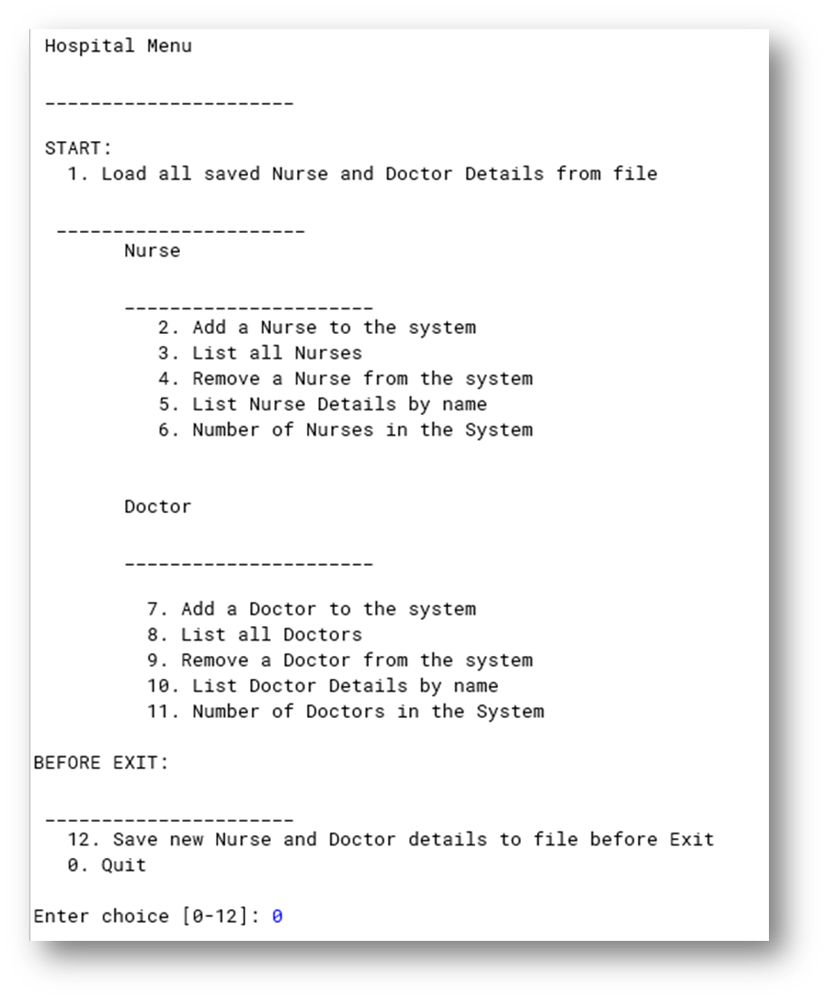 Hospital Menu
----------------------
START:
1. Load all saved Nurse and Doctor Details from file
----------------------
Nurse
----------------------
2. Add a Nurse to the system
3. List all Nurses
4. Remove a Nurse from the system
5. List Nurse Details by name
6. Number of Nurses in the System
Doctor
----------------------
7. Add a Doctor to the system
8. List all Doctors
9. Remove a Doctor from the system
10. List Doctor Details by name
11. Number of Doctors in the System
BEFORE EXIT:
----------------------
12. Save new Nurse and Doctor details to file before Exit
0. Quit
Enter choice [0-12]: 0